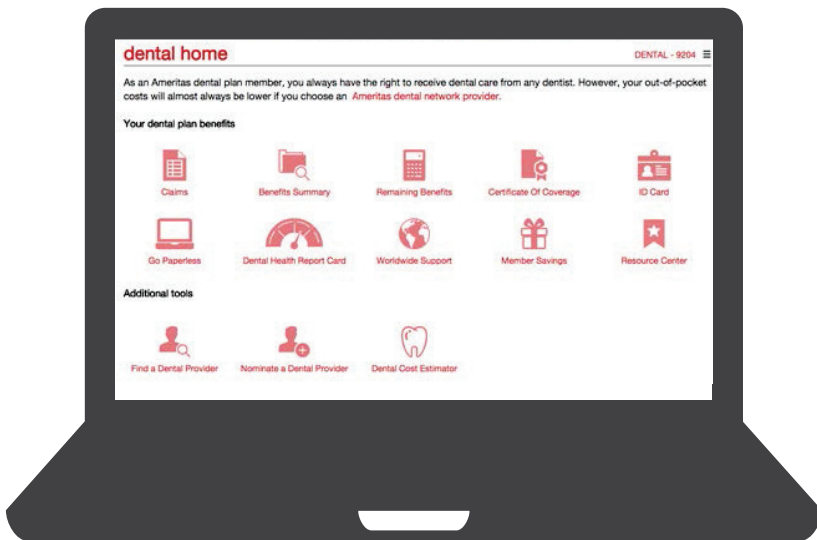 dental home
DENTAL - 9204
As an Ameritas dental plan member, you always have the right to receive dental care from any dentist. However, your out-of-pocket
costs will almost always be lower if you choose an Ameritas dental network provider.
Your dental plan benefits
Claims
Benefits Summary
Remaining Benefits
Certificate Of Coverage
ID Card
Go Paperless
Dental Health Report Card
Worldwide Support
Member Savings
Resource Center
Additional tools
Find a Dental Provider
Nominate a Dental Provider
Dental Cost Estimator